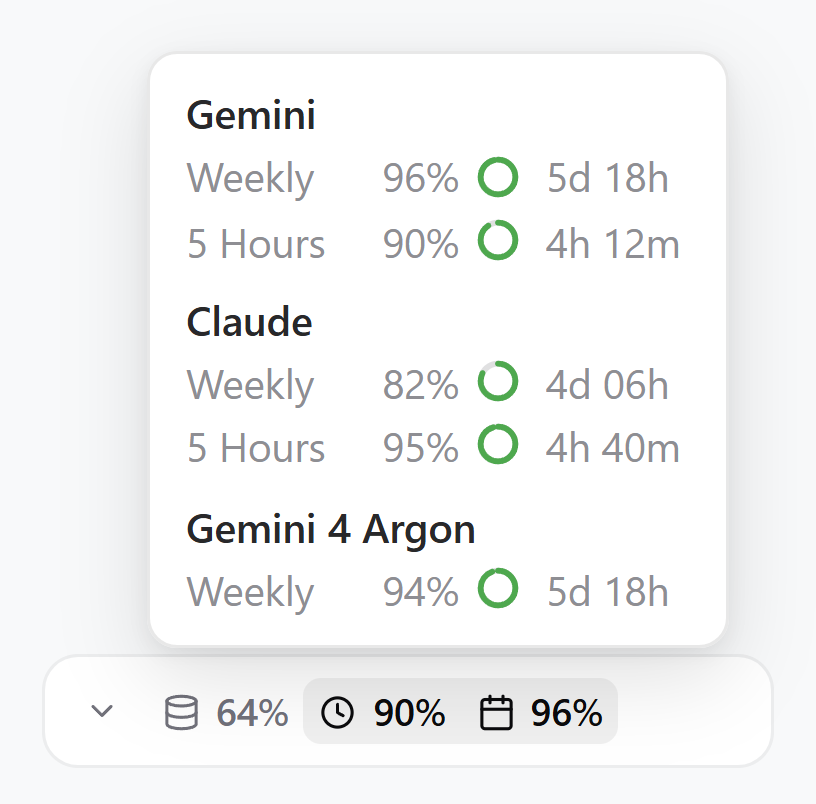 Gemini
Weekly 96% 5d 18h
5 Hours 90% 4h 12m
Claude
Weekly 82% 4d 06h
5 Hours 95% 4h 40m
Gemini 4 Argon
Weekly 94% 5d 18h
64% 90% 96%